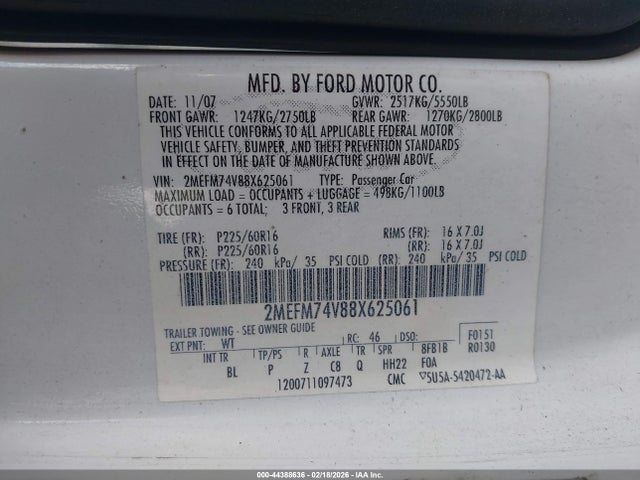 MFD. BY FORD MOTOR CO.
DATE: 11/07 GVWR: 2517KG/5550LB
FRONT GAWR: 1247KG/2750LB REAR GAWR: 1270KG/2800LB
THIS VEHICLE CONFORMS TO ALL APPLICABLE FEDERAL MOTOR
VEHICLE SAFETY, BUMPER, AND THEFT PREVENTION STANDARDS
IN EFFECT ON THE DATE OF MANUFACTURE SHOWN ABOVE.
VIN: 2MEFM74V88X625061 TYPE: Passenger Car
MAXIMUM LOAD = OCCUPANTS + LUGGAGE = 498KG/1100LB
OCCUPANTS = 6 TOTAL; 3 FRONT, 3 REAR
TIRE (FR): P225/60R16 RIMS (FR): 16 X 7.0J
(RR): P225/60R16 (RR): 16 X 7.0J
PRESSURE (FR): 240 kPa/ 35 PSI COLD (RR): 240 kPa/ 35 PSI COLD
2MEFM74V88X625061
TRAILER TOWING - SEE OWNER GUIDE
EXT PNT: WT RC: 46 DSO: F0151
INT TR TP/PS R AXLE TR SPR 8FB1B R0130
BL P Z C8 Q HH22 FOA
1200711097473 CMC ▽SU5A-5420472-AA
000-44388636 - 02/18/2026 - IAA Inc.